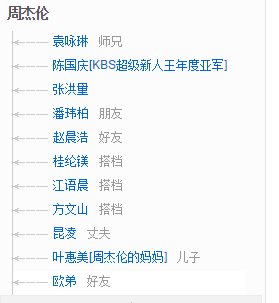 周杰伦
袁咏琳 师兄
陈国庆[KBS超级新人王年度亚军]
张洪量
潘玮柏 朋友
赵晨浩 好友
桂纶镁 搭档
江语晨 搭档
方文山 搭档
昆凌 丈夫
叶惠美[周杰伦的妈妈] 儿子
欧弟 好友